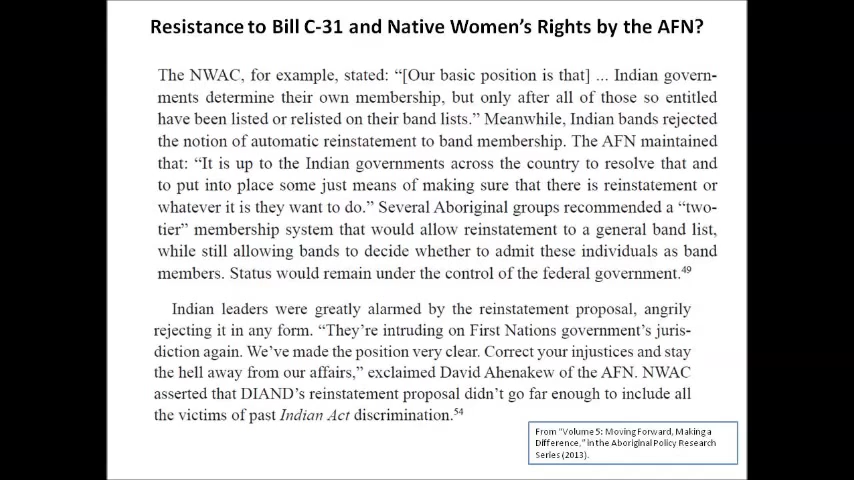 Resistance to Bill C-31 and Native Women's Rights by the AFN?
The NWAC, for example, stated: “[Our basic position is that] ... Indian govern-
ments determine their own membership, but only after all of those so entitled
have been listed or relisted on their band lists.” Meanwhile, Indian bands rejected
the notion of automatic reinstatement to band membership. The AFN maintained
that: “It is up to the Indian governments across the country to resolve that and
to put into place some just means of making sure that there is reinstatement or
whatever it is they want to do.” Several Aboriginal groups recommended a “two-
tier” membership system that would allow reinstatement to a general band list,
while still allowing bands to decide whether to admit these individuals as band
members. Status would remain under the control of the federal government.49
Indian leaders were greatly alarmed by the reinstatement proposal, angrily
rejecting it in any form. “They're intruding on First Nations government's juris-
diction again. We've made the position very clear. Correct your injustices and stay
the hell away from our affairs,” exclaimed David Ahenakew of the AFN. NWAC
asserted that DIAND's reinstatement proposal didn't go far enough to include all
the victims of past Indian Act discrimination.54
From “Volume 5: Moving Forward, Making a
Difference,” in the Aboriginal Policy Research
Series (2013).